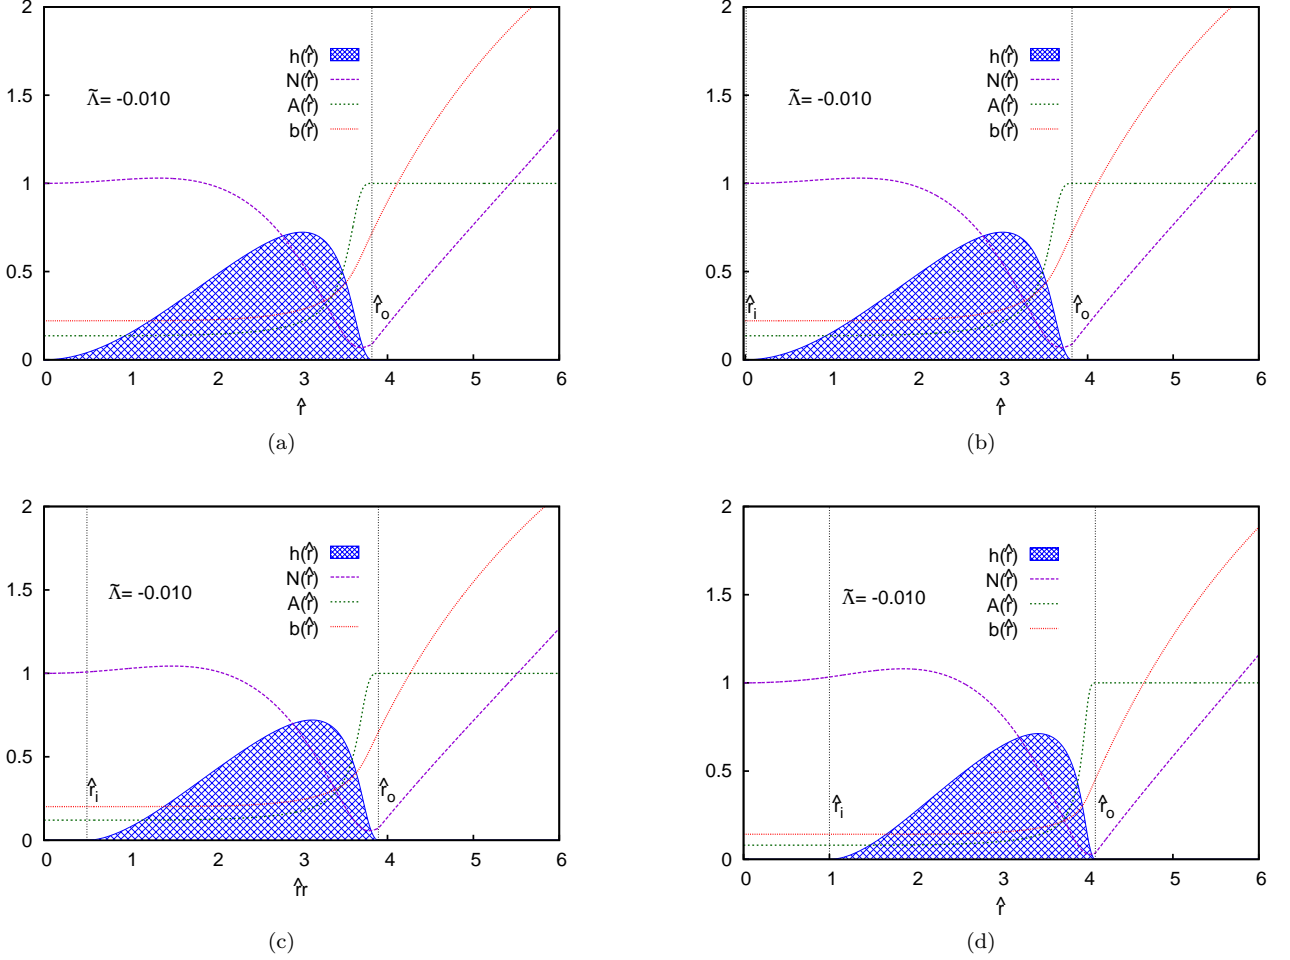 2
1.5
1
0.5
0
0 1 2 3 4 5 6
Λ̃= -0.010
h(r̂)
N(r̂)
A(r̂)
b(r̂)
r̂o
r̂
(a)
2
1.5
1
0.5
0
0 1 2 3 4 5 6
Λ̃= -0.010
h(r̂)
N(r̂)
A(r̂)
b(r̂)
r̂i
r̂o
r̂
(b)
2
1.5
1
0.5
0
0 1 2 3 4 5 6
Λ̃= -0.010
h(r̂)
N(r̂)
A(r̂)
b(r̂)
r̂i
r̂o
r̂r
(c)
2
1.5
1
0.5
0
0 1 2 3 4 5 6
Λ̃= -0.010
h(r̂)
N(r̂)
A(r̂)
b(r̂)
r̂i
r̂o
r̂
(d)